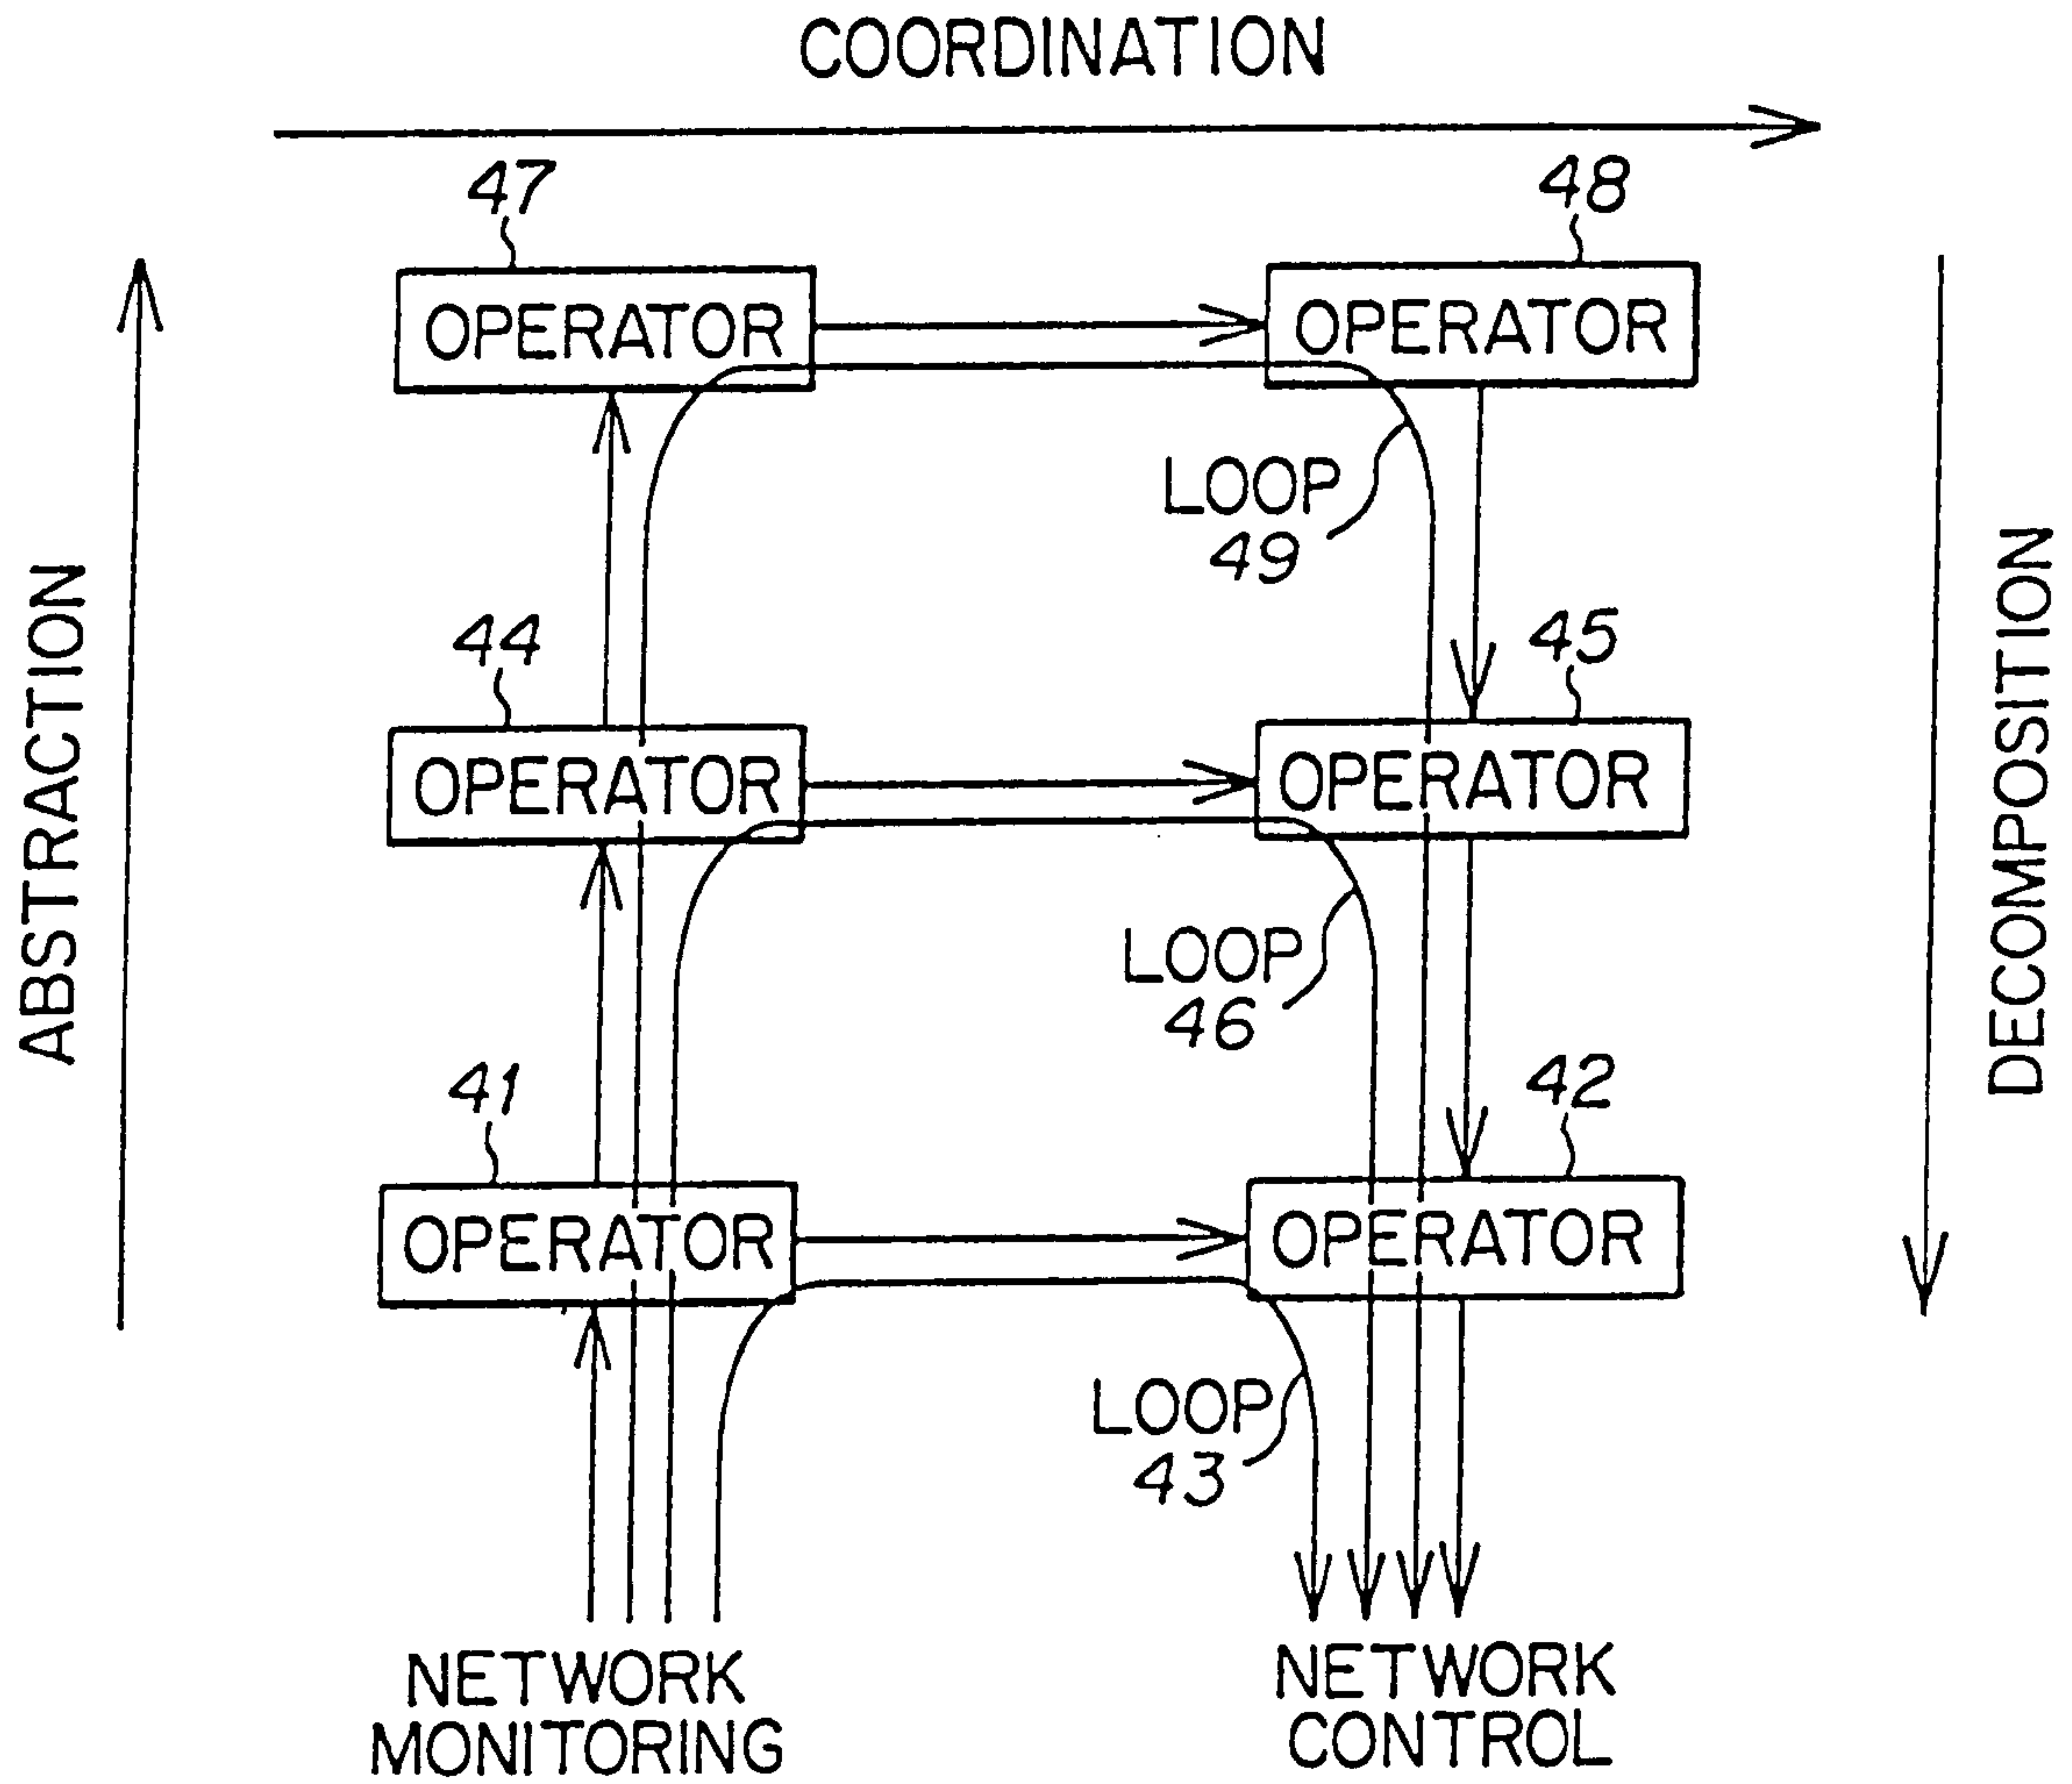 COORDINATION
47
48
OPERATOR
OPERATOR
LOOP
49
ABSTRACTION
DECOMPOSITION
44
45
OPERATOR
OPERATOR
LOOP
46
41
42
OPERATOR
OPERATOR
LOOP
43
NETWORK
MONITORING
NETWORK
CONTROL